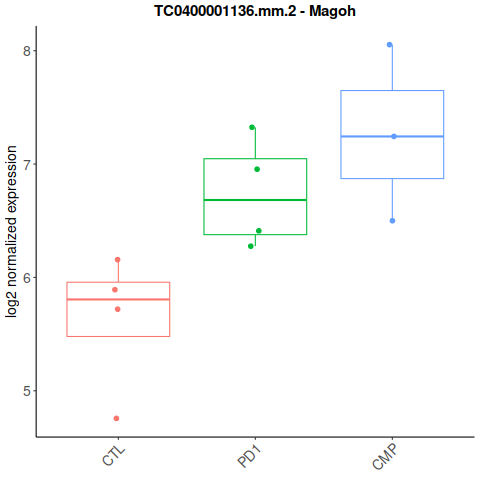 TC0400001136.mm.2 - Magoh
log2 normalized expression
8
7
6
5
CTL
PD1
CMP